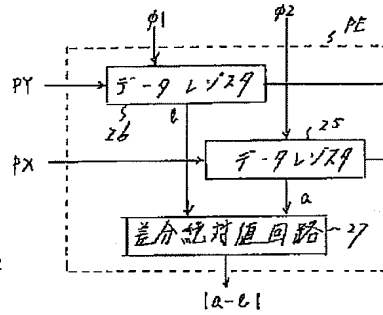 φ1 φ2 PE
PY データレジスタ
26 b 25
PX データレジスタ
a
差分絶対値回路 27
|a-b|